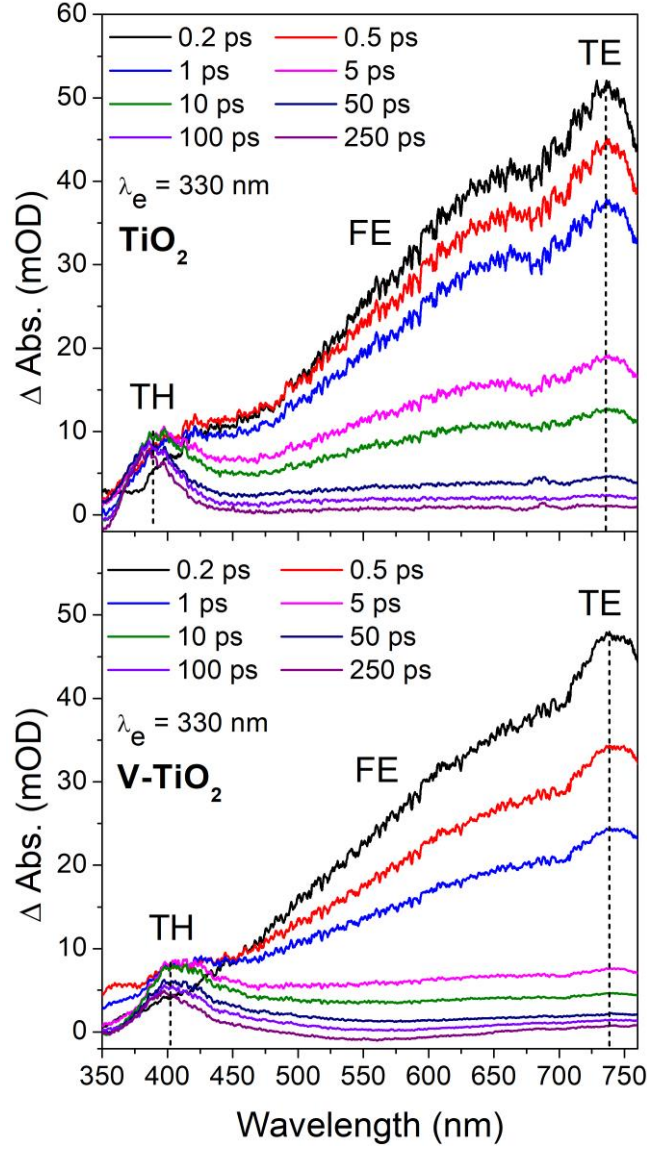 60
50
40
30
20
10
0
Δ Abs. (mOD)
0.2 ps 0.5 ps
1 ps 5 ps
10 ps 50 ps
100 ps 250 ps
λe = 330 nm
TiO2
TE
FE
TH
50
40
30
20
10
0
Δ Abs. (mOD)
0.2 ps 0.5 ps
1 ps 5 ps
10 ps 50 ps
100 ps 250 ps
λe = 330 nm
V-TiO2
TE
FE
TH
350 400 450 500 550 600 650 700 750
Wavelength (nm)